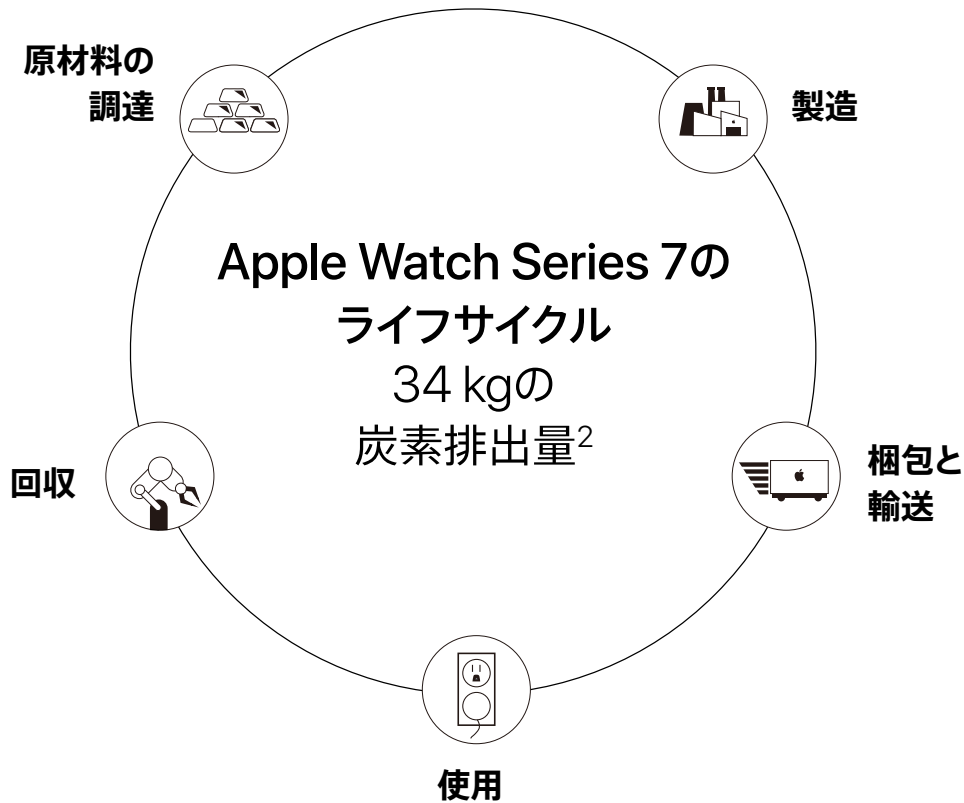 原材料の
調達
製造
Apple Watch Series 7の
ライフサイクル
34 kgの
炭素排出量2
回収
梱包と
輸送
使用